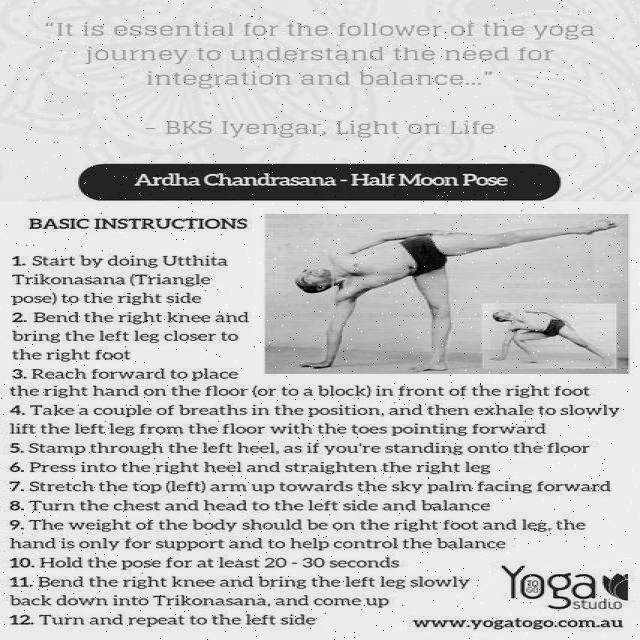 “It is essential for the follower of the yoga
journey to understand the need for
integration and balance...”
– BKS Iyengar, Light on Life
Ardha Chandrasana - Half Moon Pose
BASIC INSTRUCTIONS
1. Start by doing Utthita
Trikonasana (Triangle
pose) to the right side
2. Bend the right knee and
bring the left leg closer to
the right foot
3. Reach forward to place
the right hand on the floor (or to a block) in front of the right foot
4. Take a couple of breaths in the position, and then exhale to slowly
lift the left leg from the floor with the toes pointing forward
5. Stamp through the left heel, as if you're standing onto the floor
6. Press into the right heel and straighten the right leg
7. Stretch the top (left) arm up towards the sky palm facing forward
8. Turn the chest and head to the left side and balance
9. The weight of the body should be on the right foot and leg, the
hand is only for support and to help control the balance
10. Hold the pose for at least 20 - 30 seconds
11. Bend the right knee and bring the left leg slowly
back down into Trikonasana, and come up
12. Turn and repeat to the left side
Yoga
TO
GO
studio
www.yogatogo.com.au